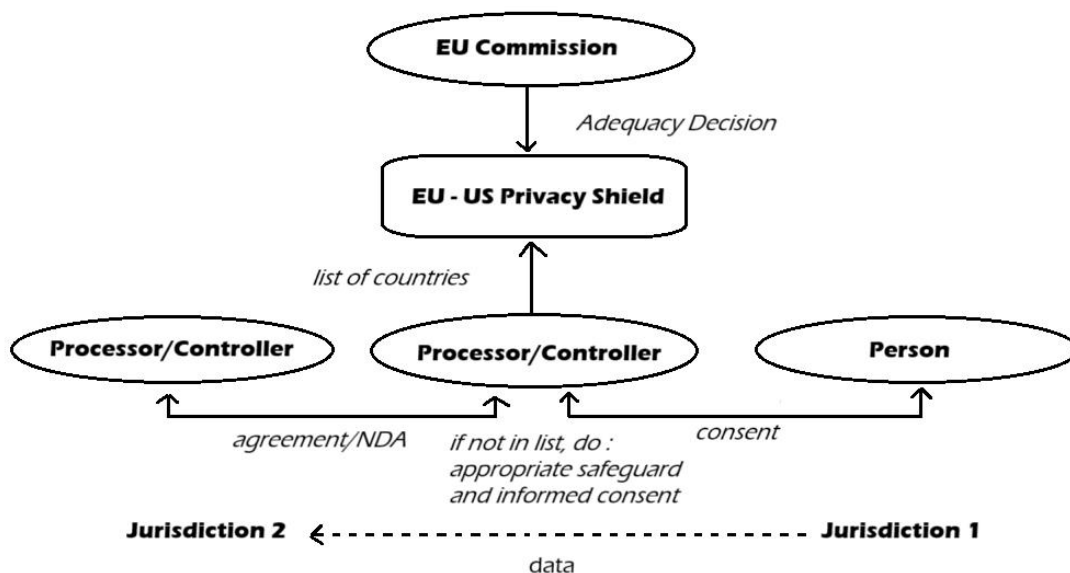 EU Commission
Adequacy Decision
EU - US Privacy Shield
list of countries
Processor/Controller
Processor/Controller
Person
agreement/NDA
if not in list, do :
appropriate safeguard
and informed consent
consent
Jurisdiction 2
Jurisdiction 1
data